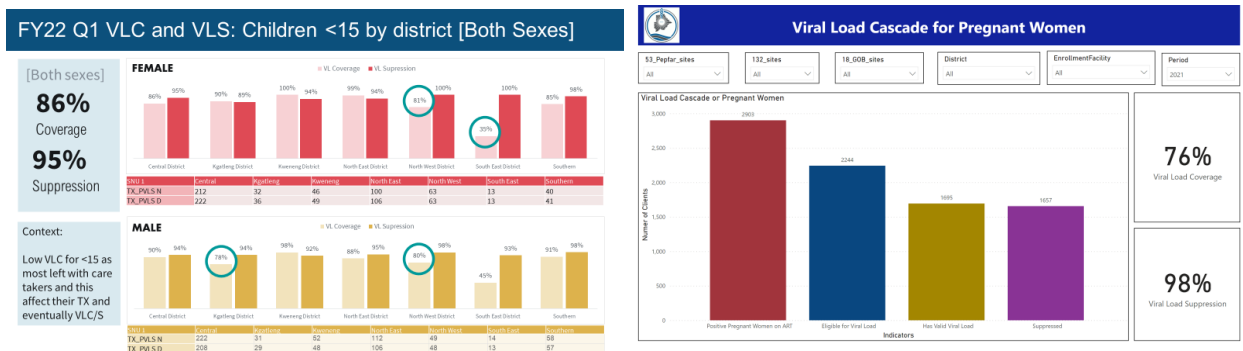 FY22 Q1 VLC and VLS: Children <15 by district [Both Sexes]
[Both sexes]
86%
Coverage
95%
Suppression
Context:
Low VLC for <15 as
most left with care
takers and this
affect their TX and
eventually VLC/S
FEMALE
VL Coverage VL Supression
86% 95% 90% 89% 100% 94% 99% 94% 81% 100% 35% 100% 85% 98%
Central District Kgatleng District Kweneng District North East District North West District South East District Southern
SNU 1 Central Kgatleng Kweneng North East North West South East Southern
TX_PVLS N 212 32 46 100 63 13 40
TX_PVLS D 222 36 49 106 63 13 41
MALE
VL Coverage VL Supression
90% 94% 78% 94% 98% 92% 88% 95% 80% 98% 45% 93% 91% 98%
Central District Kgatleng District Kweneng District North East District North West District South East District Southern
SNU 1 Central Kgatleng Kweneng North East North West South East Southern
TX_PVLS N 222 31 52 112 49 14 58
TX_PVLS D 208 29 48 106 48 13 57
Viral Load Cascade for Pregnant Women
53_Pepfar_sites
All
132_sites
All
18_GOB_sites
All
District
All
EnrollmentFacility
All
Period
2021
Viral Load Cascade or Pregnant Women
3,000
2,500
2,000
1,500
1,000
500
0
Numer of Clients
2903
2244
1695
1657
Positive Pregnant Women on ART Eligible for Viral Load Has Valid Viral Load Suppressed
Indicators
76%
Viral Load Coverage
98%
Viral Load Suppression